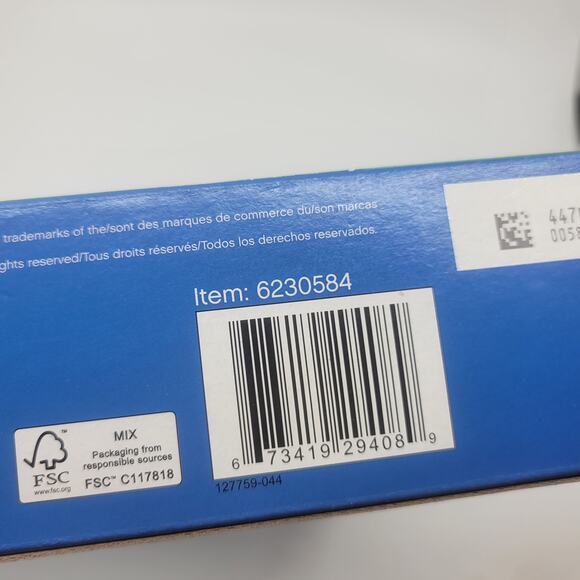 trademarks of the/sont des marques de commerce du/son marcas
rights reserved/Tous droits réservés/Todos los derechos reservados.
Item: 6230584
6 73419 29408 9
127759-044
MIX
Packaging from
responsible sources
FSC™ C117818
FSC
www.fsc.org